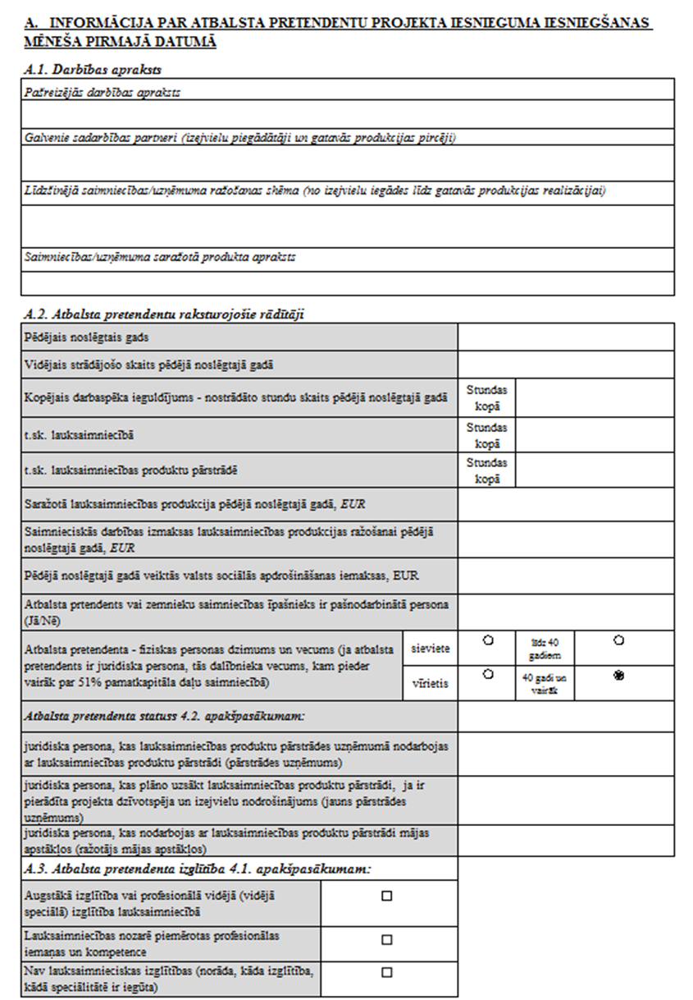 A. INFORMĀCIJA PAR ATBALSTA PRETENDENTU PROJEKTA IESNIEGUMA IESNIEGŠANAS
MĒNEŠA PIRMAJĀ DATUMĀ
A.1. Darbības apraksts
Pašreizējās darbības apraksts
Galvenie sadarbības partneri (izejvielu piegādātāji un gatavās produkcijas pircēji)
Līdzšinējā saimniecības/uzņēmuma ražošanas shēma (no izejvielu iegādes līdz gatavās produkcijas realizācijai)
Saimniecības/uzņēmuma saražotā produkta apraksts
A.2. Atbalsta pretendentu raksturojošie rādītāji
Pēdējais noslēgtais gads
Vidējais strādājošo skaits pēdējā noslēgtajā gadā
Kopējais darbaspēka ieguldījums - nostrādāto stundu skaits pēdējā noslēgtajā gadā
Stundas
kopā
t.sk. lauksaimniecībā
Stundas
kopā
t.sk. lauksaimniecības produktu pārstrādē
Stundas
kopā
Saražotā lauksaimniecības produkcija pēdējā noslēgtajā gadā, EUR
Saimnieciskās darbības izmaksas lauksaimniecības produkcijas ražošanai pēdējā
noslēgtajā gadā, EUR
Pēdējā noslēgtajā gadā veiktās valsts sociālās apdrošināšanas iemaksas, EUR
Atbalsta prtendents vai zemnieku saimniecības īpašnieks ir pašnodarbinātā persona
(Jā/Nē)
Atbalsta pretendenta - fiziskas personas dzimums un vecums (ja atbalsta
pretendents ir juridiska persona, tās dalībnieka vecums, kam pieder
vairāk par 51% pamatkapitāla daļu saimniecībā)
sieviete
līdz 40
gadiem
vīrietis
40 gadi un
vairāk
Atbalsta pretendenta statuss 4.2. apakšpasākumam:
juridiska persona, kas lauksaimniecības produktu pārstrādes uzņēmumā nodarbojas
ar lauksaimniecības produktu pārstrādi (pārstrādes uzņēmums)
juridiska persona, kas plāno uzsākt lauksaimniecības produktu pārstrādi, ja ir
pierādīta projekta dzīvotspēja un izejvielu nodrošinājums (jauns pārstrādes
uzņēmums)
juridiska persona, kas nodarbojas ar lauksaimniecības produktu pārstrādi mājas
apstākļos (ražotājs mājas apstākļos)
A.3. Atbalsta pretendenta izglītība 4.1. apakšpasākumam:
Augstākā izglītība vai profesionālā vidējā (vidējā
speciālā) izglītība lauksaimniecībā
Lauksaimniecības nozarē piemērotas profesionālas
iemaņas un kompetence
Nav lauksaimnieciskas izglītības (norāda, kāda izglītība,
kādā speciālitātē ir iegūta)